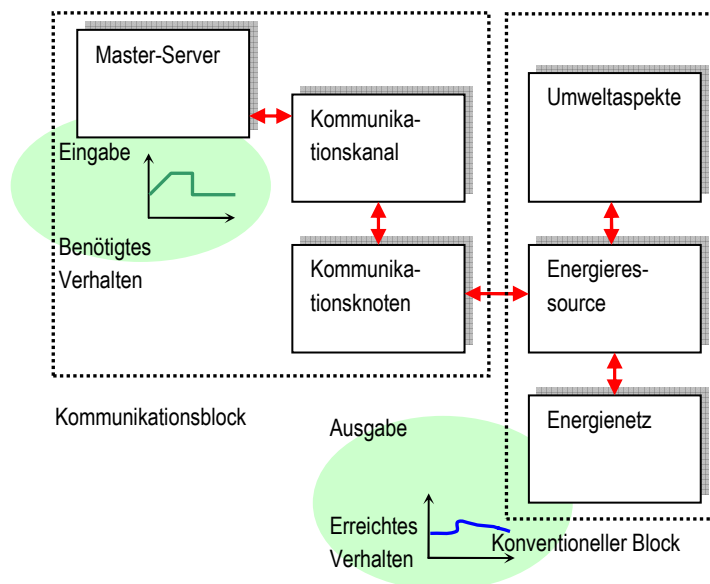 Master-Server
Kommunika-
tionskanal
Umweltaspekte
Eingabe
Benötigtes
Verhalten
Kommunika-
tionsknoten
Energieres-
source
Kommunikationsblock
Ausgabe
Energienetz
Erreichtes
Verhalten
Konventioneller Block